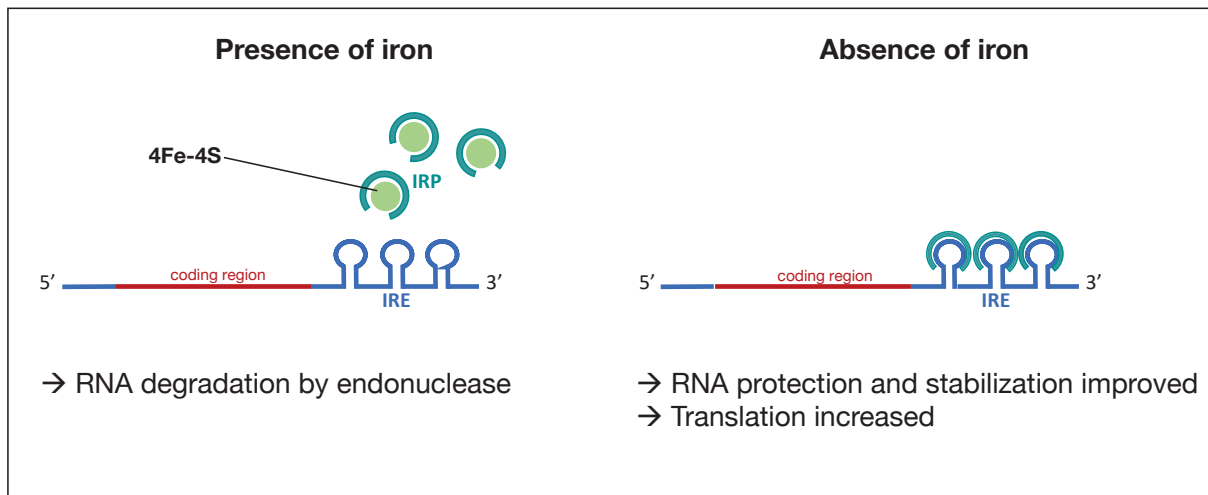 Presence of iron
4Fe-4S
IRP
5’ coding region 3’
IRE
→ RNA degradation by endonuclease
Absence of iron
5’ coding region 3’
IRE
→ RNA protection and stabilization improved
→ Translation increased